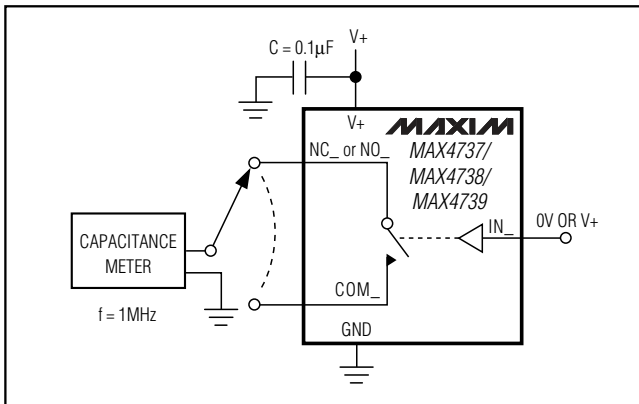 V+
C = 0.1µF
V+
MAXIM
NC_ or NO_
MAX4737/
MAX4738/
MAX4739
IN_
0V OR V+
CAPACITANCE
METER
COM_
f = 1MHz
GND